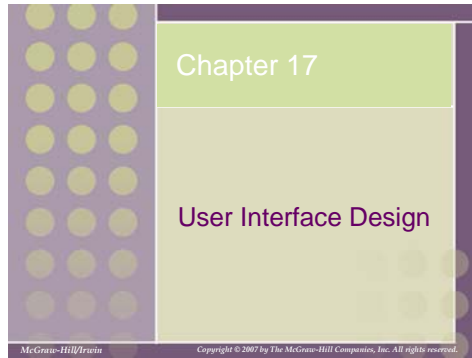 Chapter 17
User Interface Design
McGraw-Hill/Irwin
Copyright © 2007 by The McGraw-Hill Companies, Inc. All rights reserved.